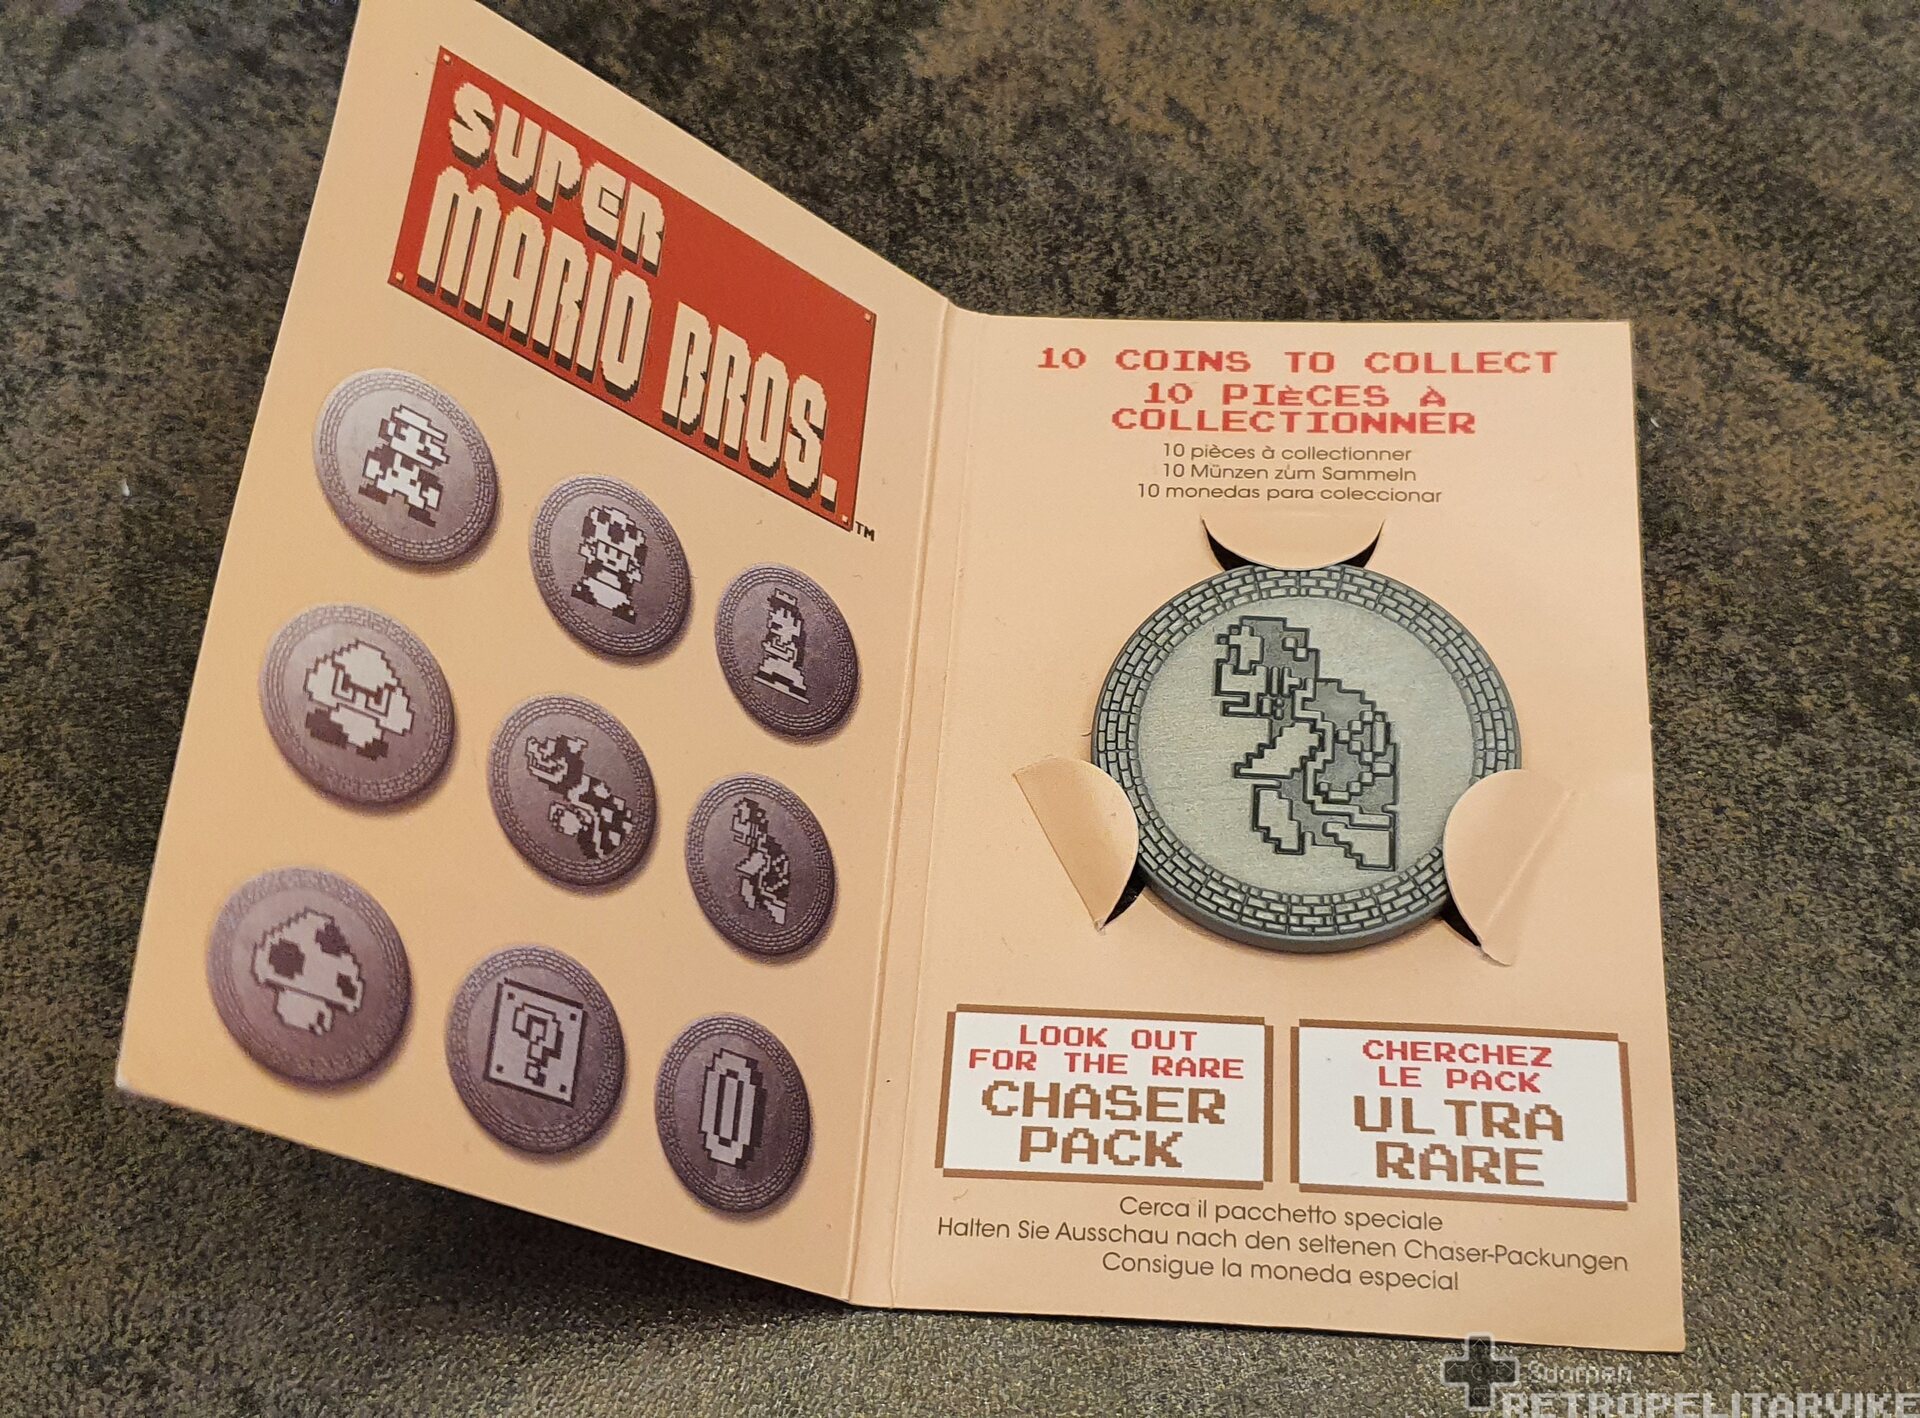 SUPER
MARIO BROS.
TM
10 COINS TO COLLECT
10 PIÈCES À
COLLECTIONNER
10 pièces à collectionner
10 Münzen zum Sammeln
10 monedas para coleccionar
LOOK OUT
FOR THE RARE
CHASER
PACK
CHERCHEZ
LE PACK
ULTRA
RARE
Cerca il pacchetto speciale
Halten Sie Ausschau nach den seltenen Chaser-Packungen
Consigue la moneda especial
Suomen
RETROPELITARVIKE